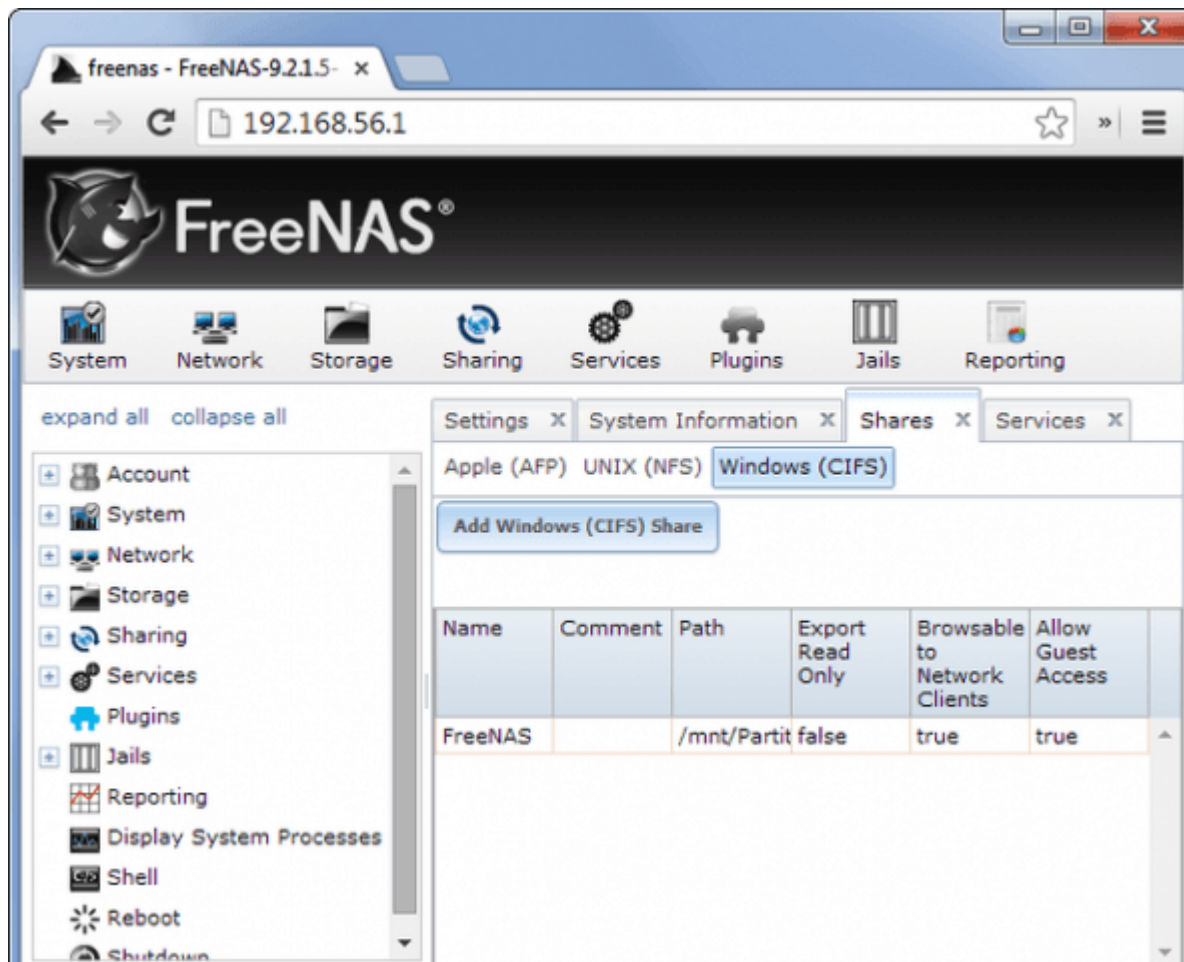 freenas - FreeNAS-9.2.1.5-
192.168.56.1
FreeNAS®
System Network Storage Sharing Services Plugins Jails Reporting
expand all collapse all
Settings System Information Shares Services
Apple (AFP) UNIX (NFS) Windows (CIFS)
Add Windows (CIFS) Share
Account
System
Network
Storage
Sharing
Services
Plugins
Jails
Reporting
Display System Processes
Shell
Reboot
Shutdown
Name Comment Path Export Read Only Browsable to Network Clients Allow Guest Access
FreeNAS /mnt/Partit false true true